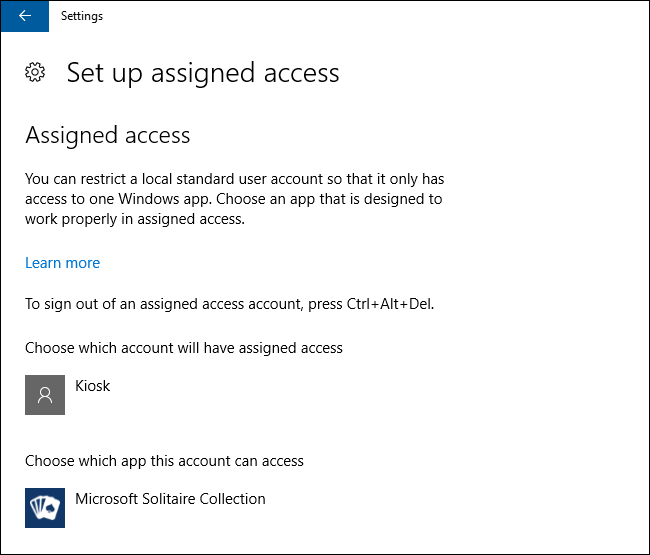 Settings
Set up assigned access
Assigned access
You can restrict a local standard user account so that it only has
access to one Windows app. Choose an app that is designed to
work properly in assigned access.
Learn more
To sign out of an assigned access account, press Ctrl+Alt+Del.
Choose which account will have assigned access
Kiosk
Choose which app this account can access
Microsoft Solitaire Collection